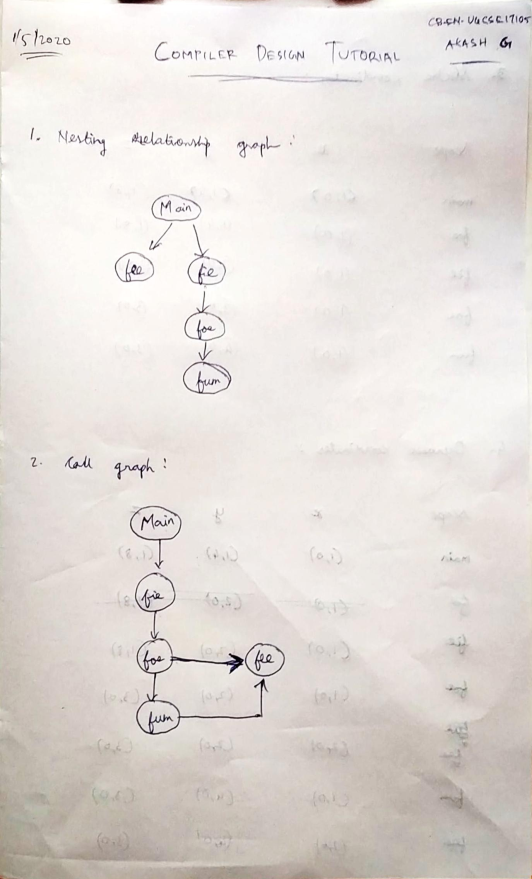 CB.EN.U4CSE17105
1/5/2020
AKASH G
COMPILER DESIGN TUTORIAL
1. Nesting relationship graph :
Main
fee
fie
foe
fum
2. Call graph :
Main
fie
foe
fee
fum